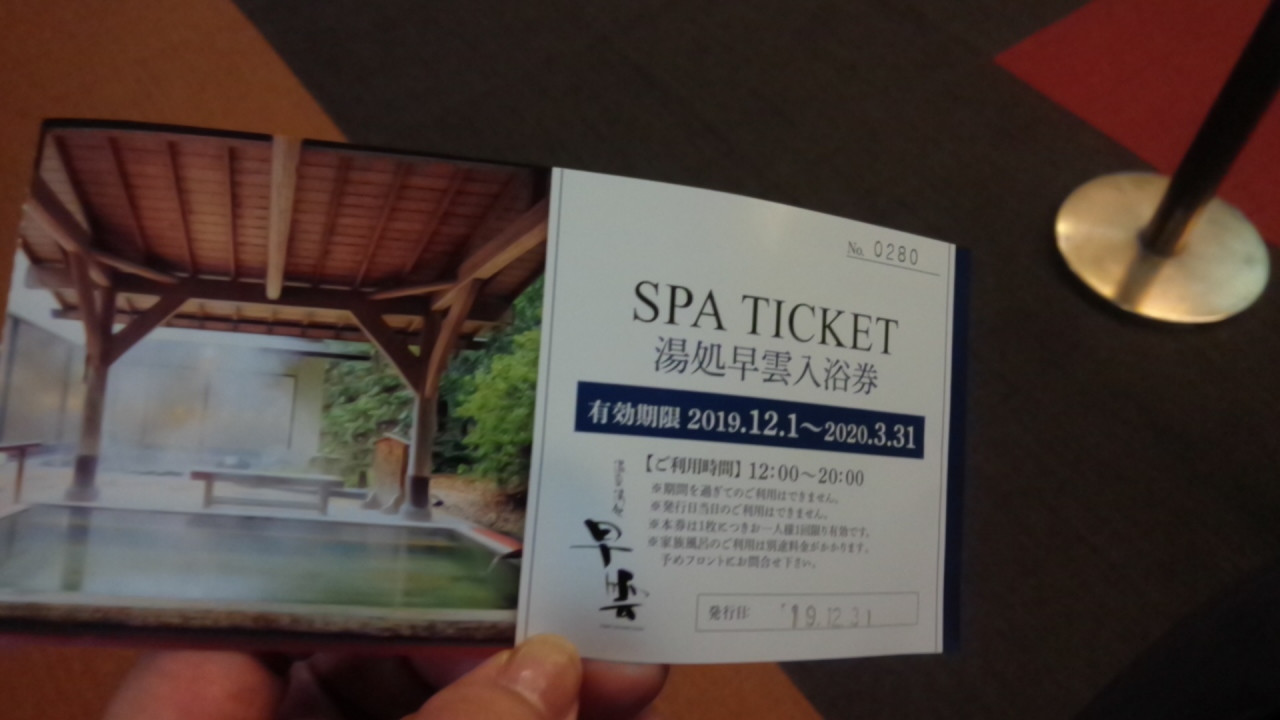 No. 0280
SPA TICKET
湯処早雲入浴券
有効期限 2019.12.1～2020.3.31
【ご利用時間】12:00～20:00
※期間を過ぎてのご利用はできません。
※発行日当日のご利用はできません。
※本券は1枚につきお一人様1回限り有効です。
※家族風呂のご利用は別途料金がかかります。
予めフロントにお問合せ下さい。
早雲
発行日 '19.12.31